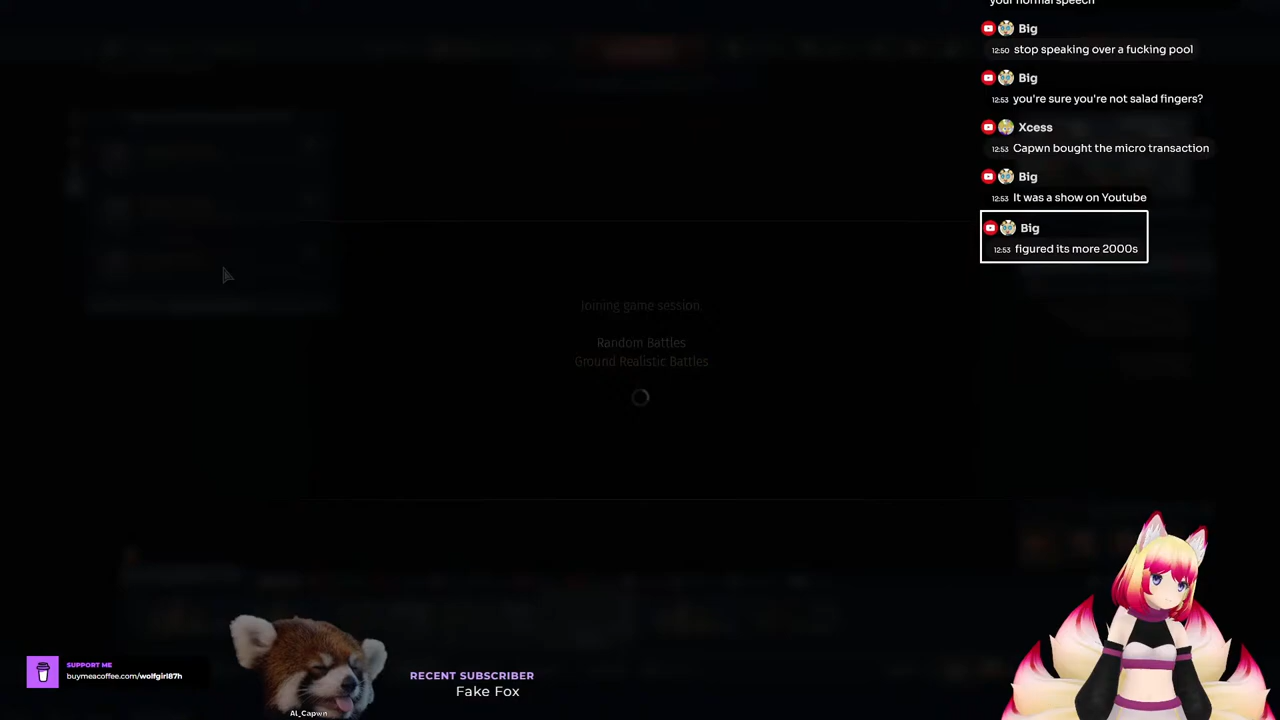 your normal speech
Big
12:50 stop speaking over a fucking pool
Big
12:53 you're sure you're not salad fingers?
Xcess
12:53 Capwn bought the micro transaction
Big
12:53 It was a show on Youtube
Big
12:53 figured its more 2000s
Joining game session
Random Battles
Ground Realistic Battles
SUPPORT ME
buymeacoffee.com/wolfgirl87h
RECENT SUBSCRIBER
Fake Fox
Al_Capwn